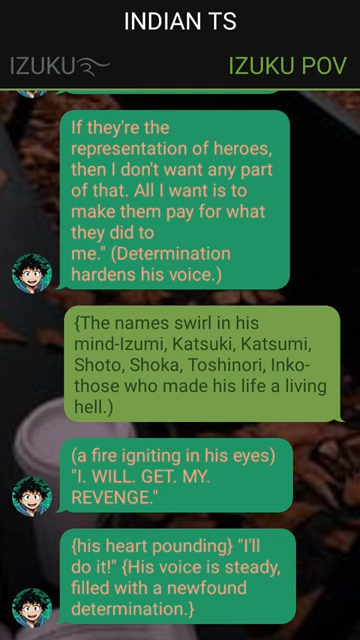 INDIAN TS
IZUKU
IZUKU POV
If they're the
representation of heroes,
then I don't want any part
of that. All I want is to
make them pay for what
they did to
me." (Determination
hardens his voice.)
{The names swirl in his
mind-Izumi, Katsuki, Katsumi,
Shoto, Shoka, Toshinori, Inko-
those who made his life a living
hell.)
(a fire igniting in his eyes)
"I. WILL. GET. MY.
REVENGE."
{his heart pounding} "I'll
do it!" {His voice is steady,
filled with a newfound
determination.}